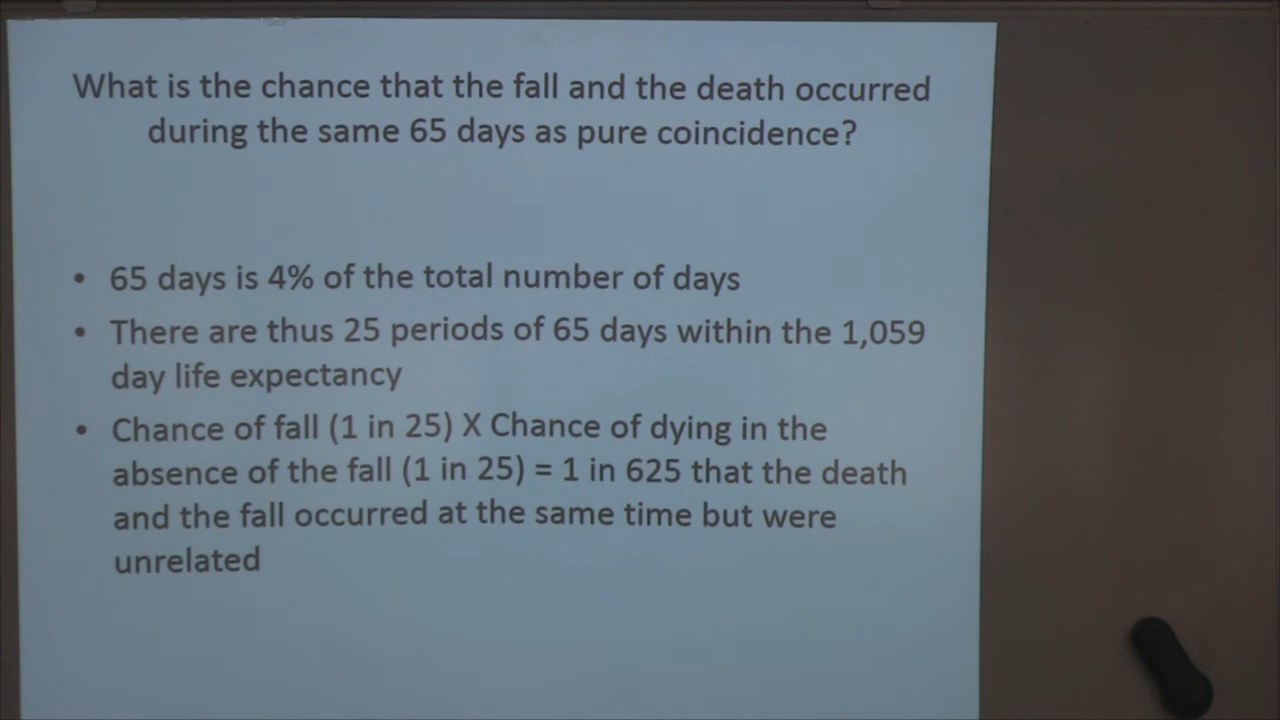 What is the chance that the fall and the death occurred
during the same 65 days as pure coincidence?
• 65 days is 4% of the total number of days
• There are thus 25 periods of 65 days within the 1,059
day life expectancy
• Chance of fall (1 in 25) X Chance of dying in the
absence of the fall (1 in 25) = 1 in 625 that the death
and the fall occurred at the same time but were
unrelated